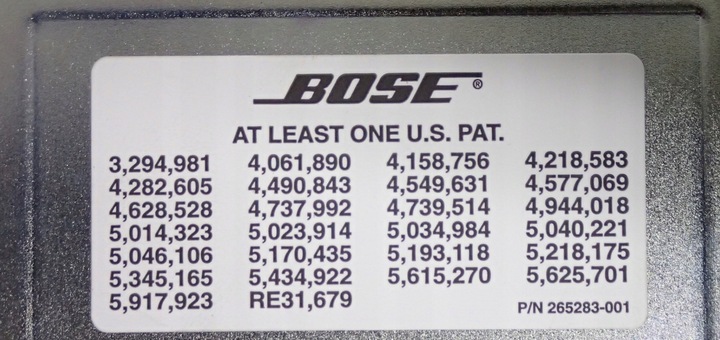 BOSE®
AT LEAST ONE U.S. PAT.
3,294,981 4,061,890 4,158,756 4,218,583
4,282,605 4,490,843 4,549,631 4,577,069
4,628,528 4,737,992 4,739,514 4,944,018
5,014,323 5,023,914 5,034,984 5,040,221
5,046,106 5,170,435 5,193,118 5,218,175
5,345,165 5,434,922 5,615,270 5,625,701
5,917,923 RE31,679 P/N 265283-001